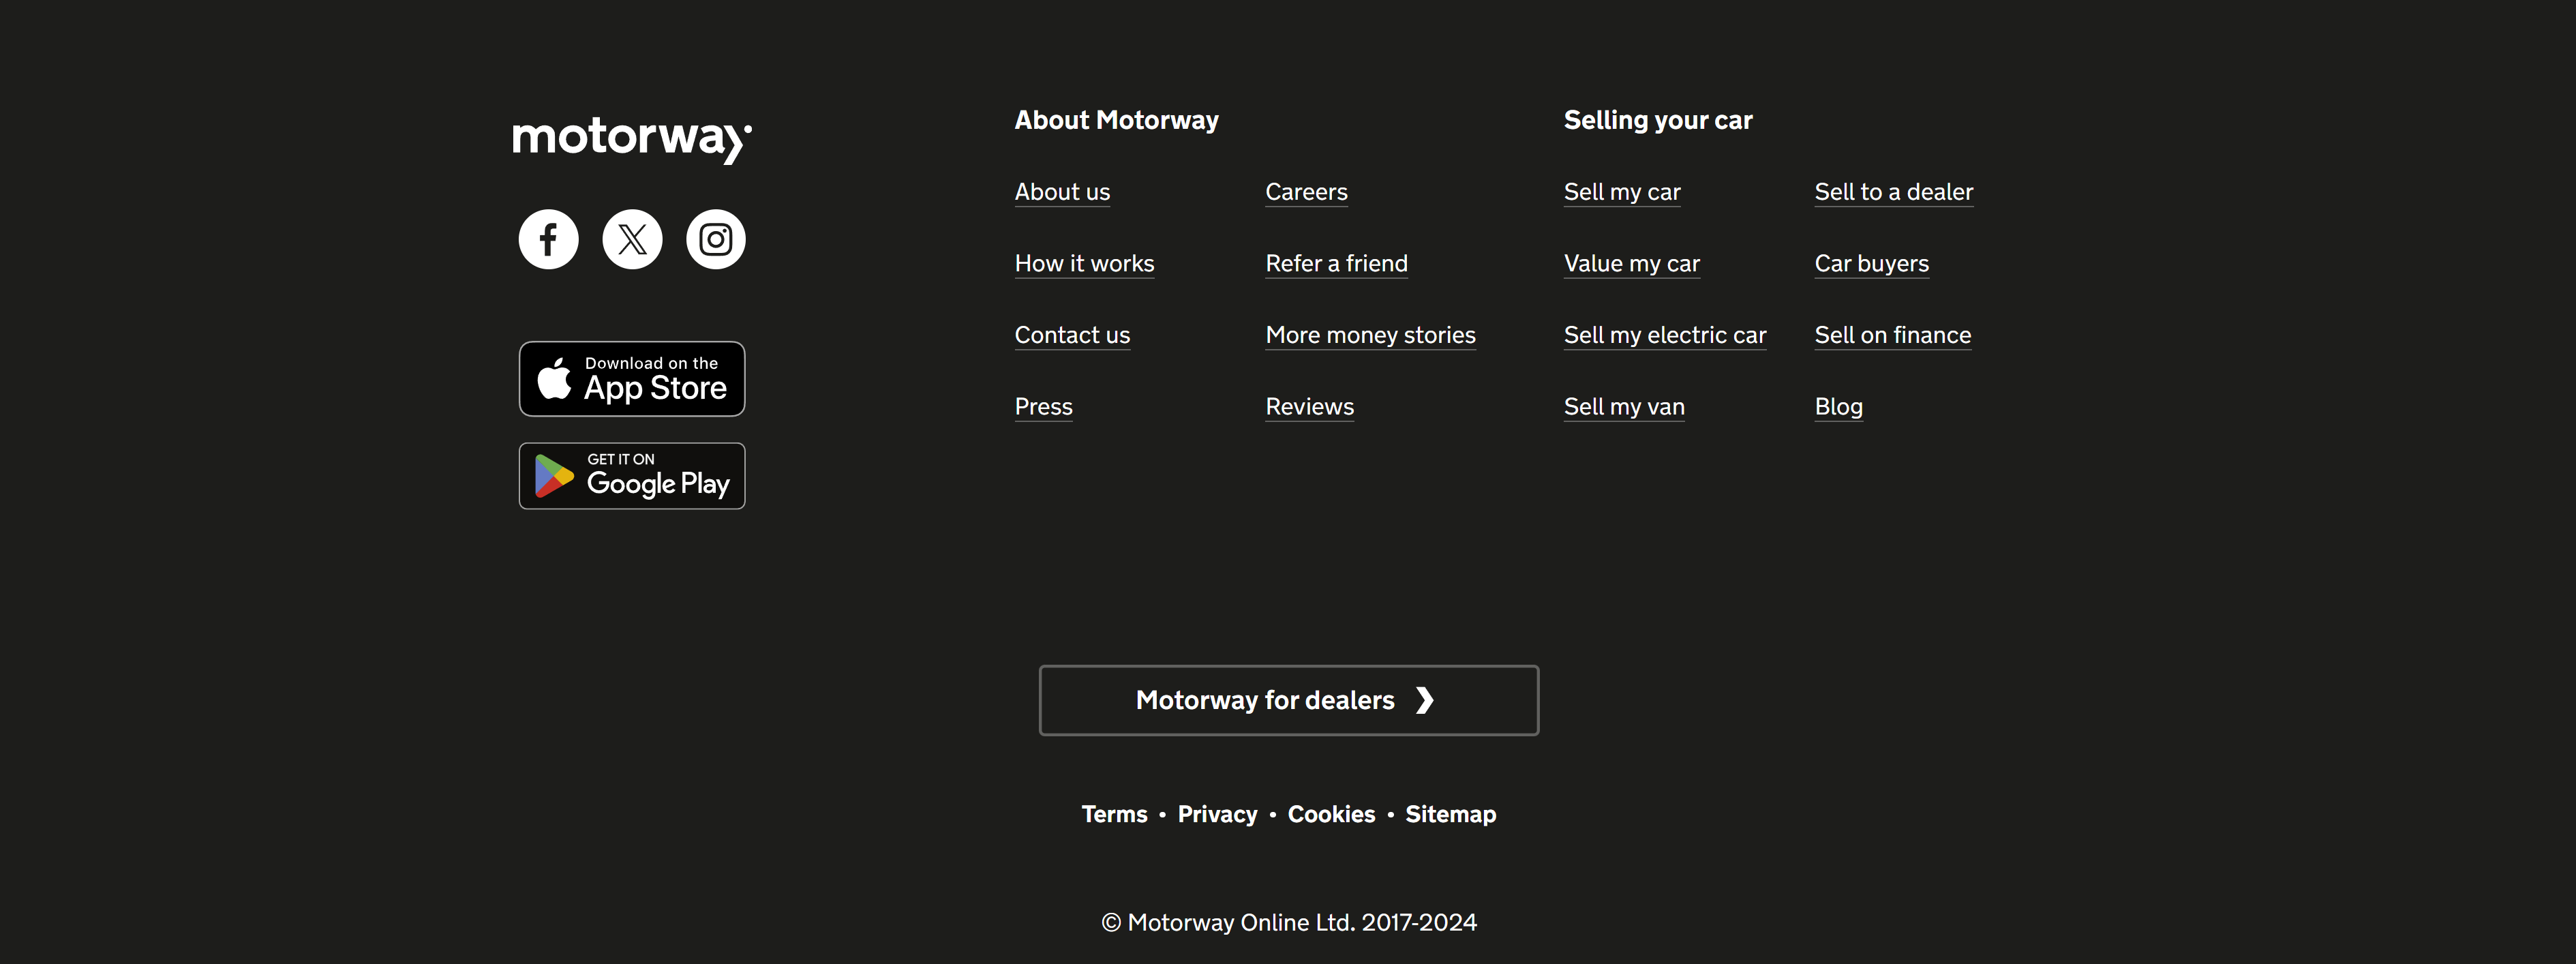 motorway
Download on the
App Store
GET IT ON
Google Play
About Motorway
About us
Careers
How it works
Refer a friend
Contact us
More money stories
Press
Reviews
Selling your car
Sell my car
Sell to a dealer
Value my car
Car buyers
Sell my electric car
Sell on finance
Sell my van
Blog
Motorway for dealers
Terms • Privacy • Cookies • Sitemap
© Motorway Online Ltd. 2017-2024